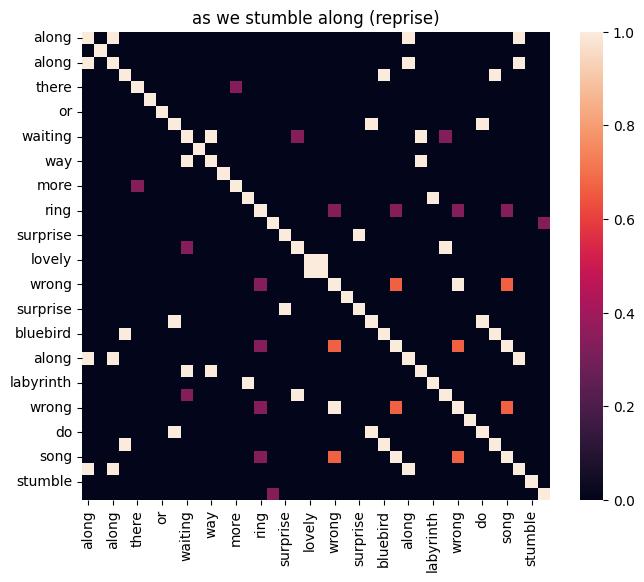 as we stumble along (reprise)
along
along
there
or
waiting
way
more
ring
surprise
lovely
wrong
surprise
bluebird
along
labyrinth
wrong
do
song
stumble
1.0
0.8
0.6
0.4
0.2
0.0
along
along
there
or
waiting
way
more
ring
surprise
lovely
wrong
surprise
bluebird
along
labyrinth
wrong
do
song
stumble